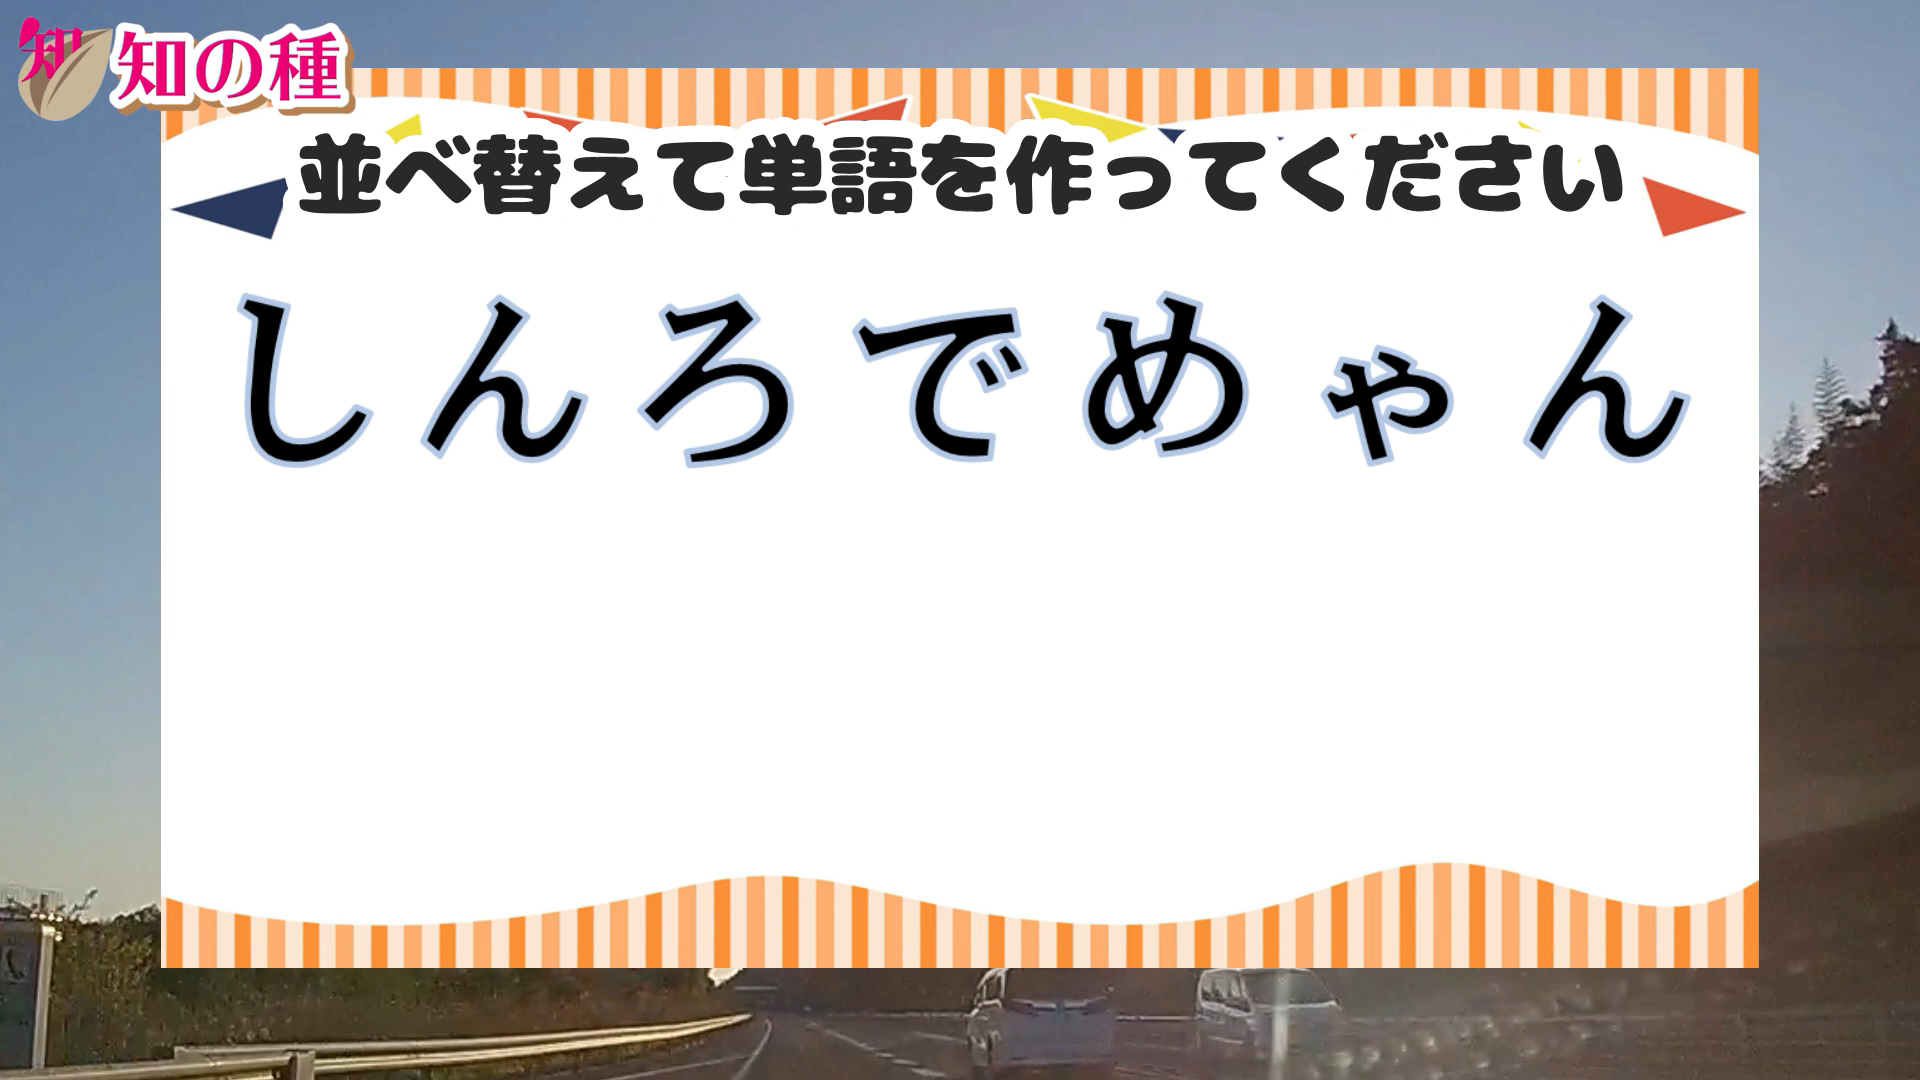 知 知の種
並べ替えて単語を作ってください
しんろでめゃん